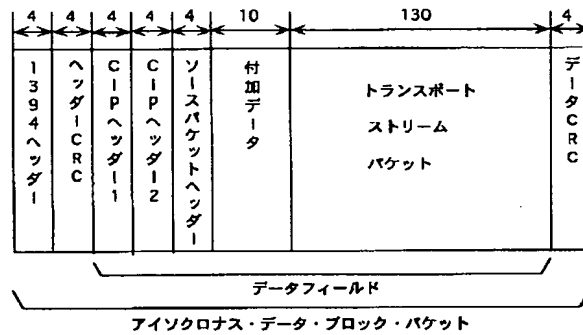 4 4 4 4 4 10 130 4
1394ヘッダー
ヘッダーCRC
CIPヘッダー1
CIPヘッダー2
ソースパケットヘッダー
付加データ
トランスポート
ストリーム
パケット
データCRC
データフィールド
アイソクロナス・データ・ブロック・パケット